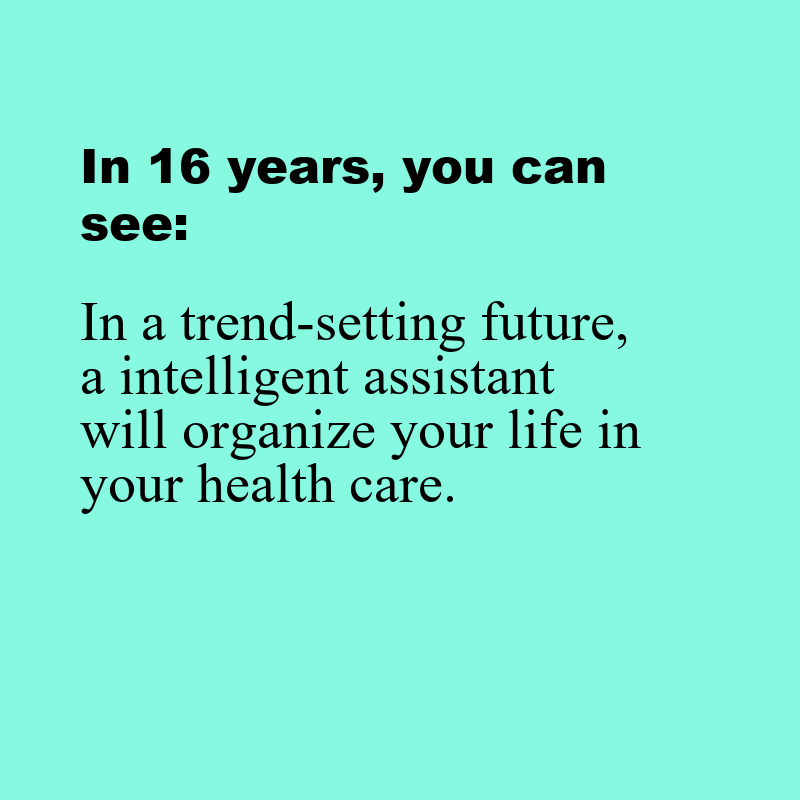 In 16 years, you can
see:
In a trend-setting future,
a intelligent assistant
will organize your life in
your health care.